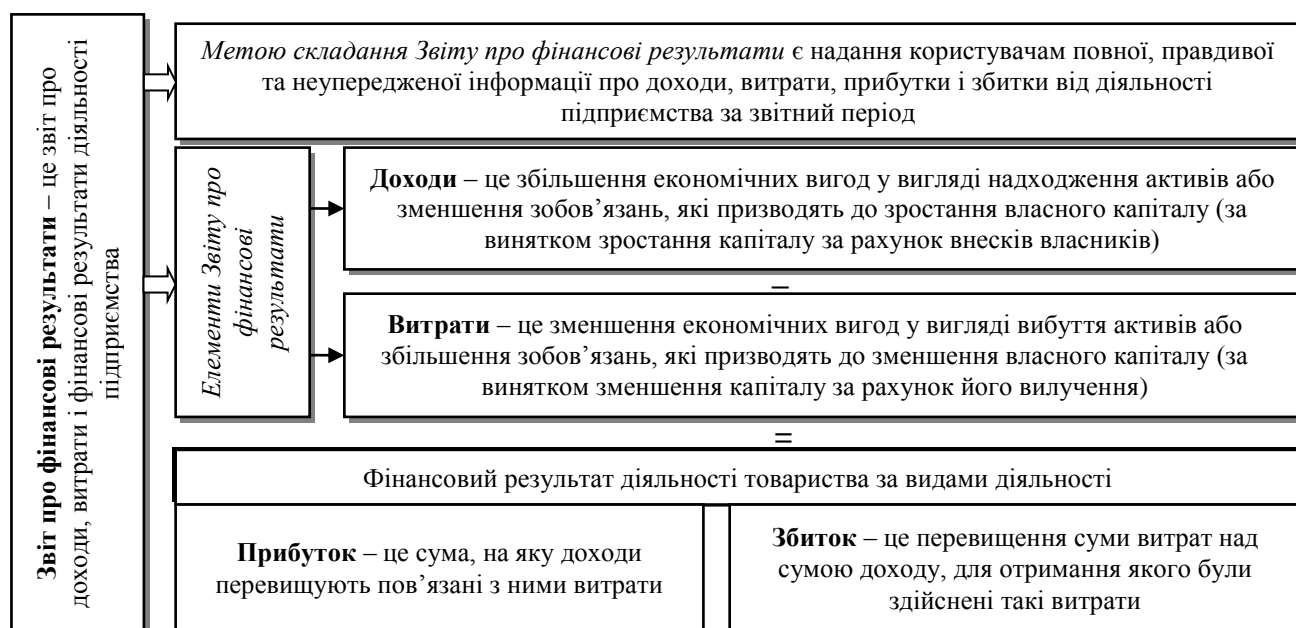 Звіт про фінансові результати – це звіт про
доходи, витрати і фінансові результати діяльності
підприємства
Метою складання Звіту про фінансові результати є надання користувачам повної, правдивої
та неупередженої інформації про доходи, витрати, прибутки і збитки від діяльності
підприємства за звітний період
Елементи Звіту про
фінансові
результати
Доходи – це збільшення економічних вигод у вигляді надходження активів або
зменшення зобов’язань, які призводять до зростання власного капіталу (за
винятком зростання капіталу за рахунок внесків власників)
–
Витрати – це зменшення економічних вигод у вигляді вибуття активів або
збільшення зобов’язань, які призводять до зменшення власного капіталу (за
винятком зменшення капіталу за рахунок його вилучення)
=
Фінансовий результат діяльності товариства за видами діяльності
Прибуток – це сума, на яку доходи
перевищують пов’язані з ними витрати
Збиток – це перевищення суми витрат над
сумою доходу, для отримання якого були
здійснені такі витрати